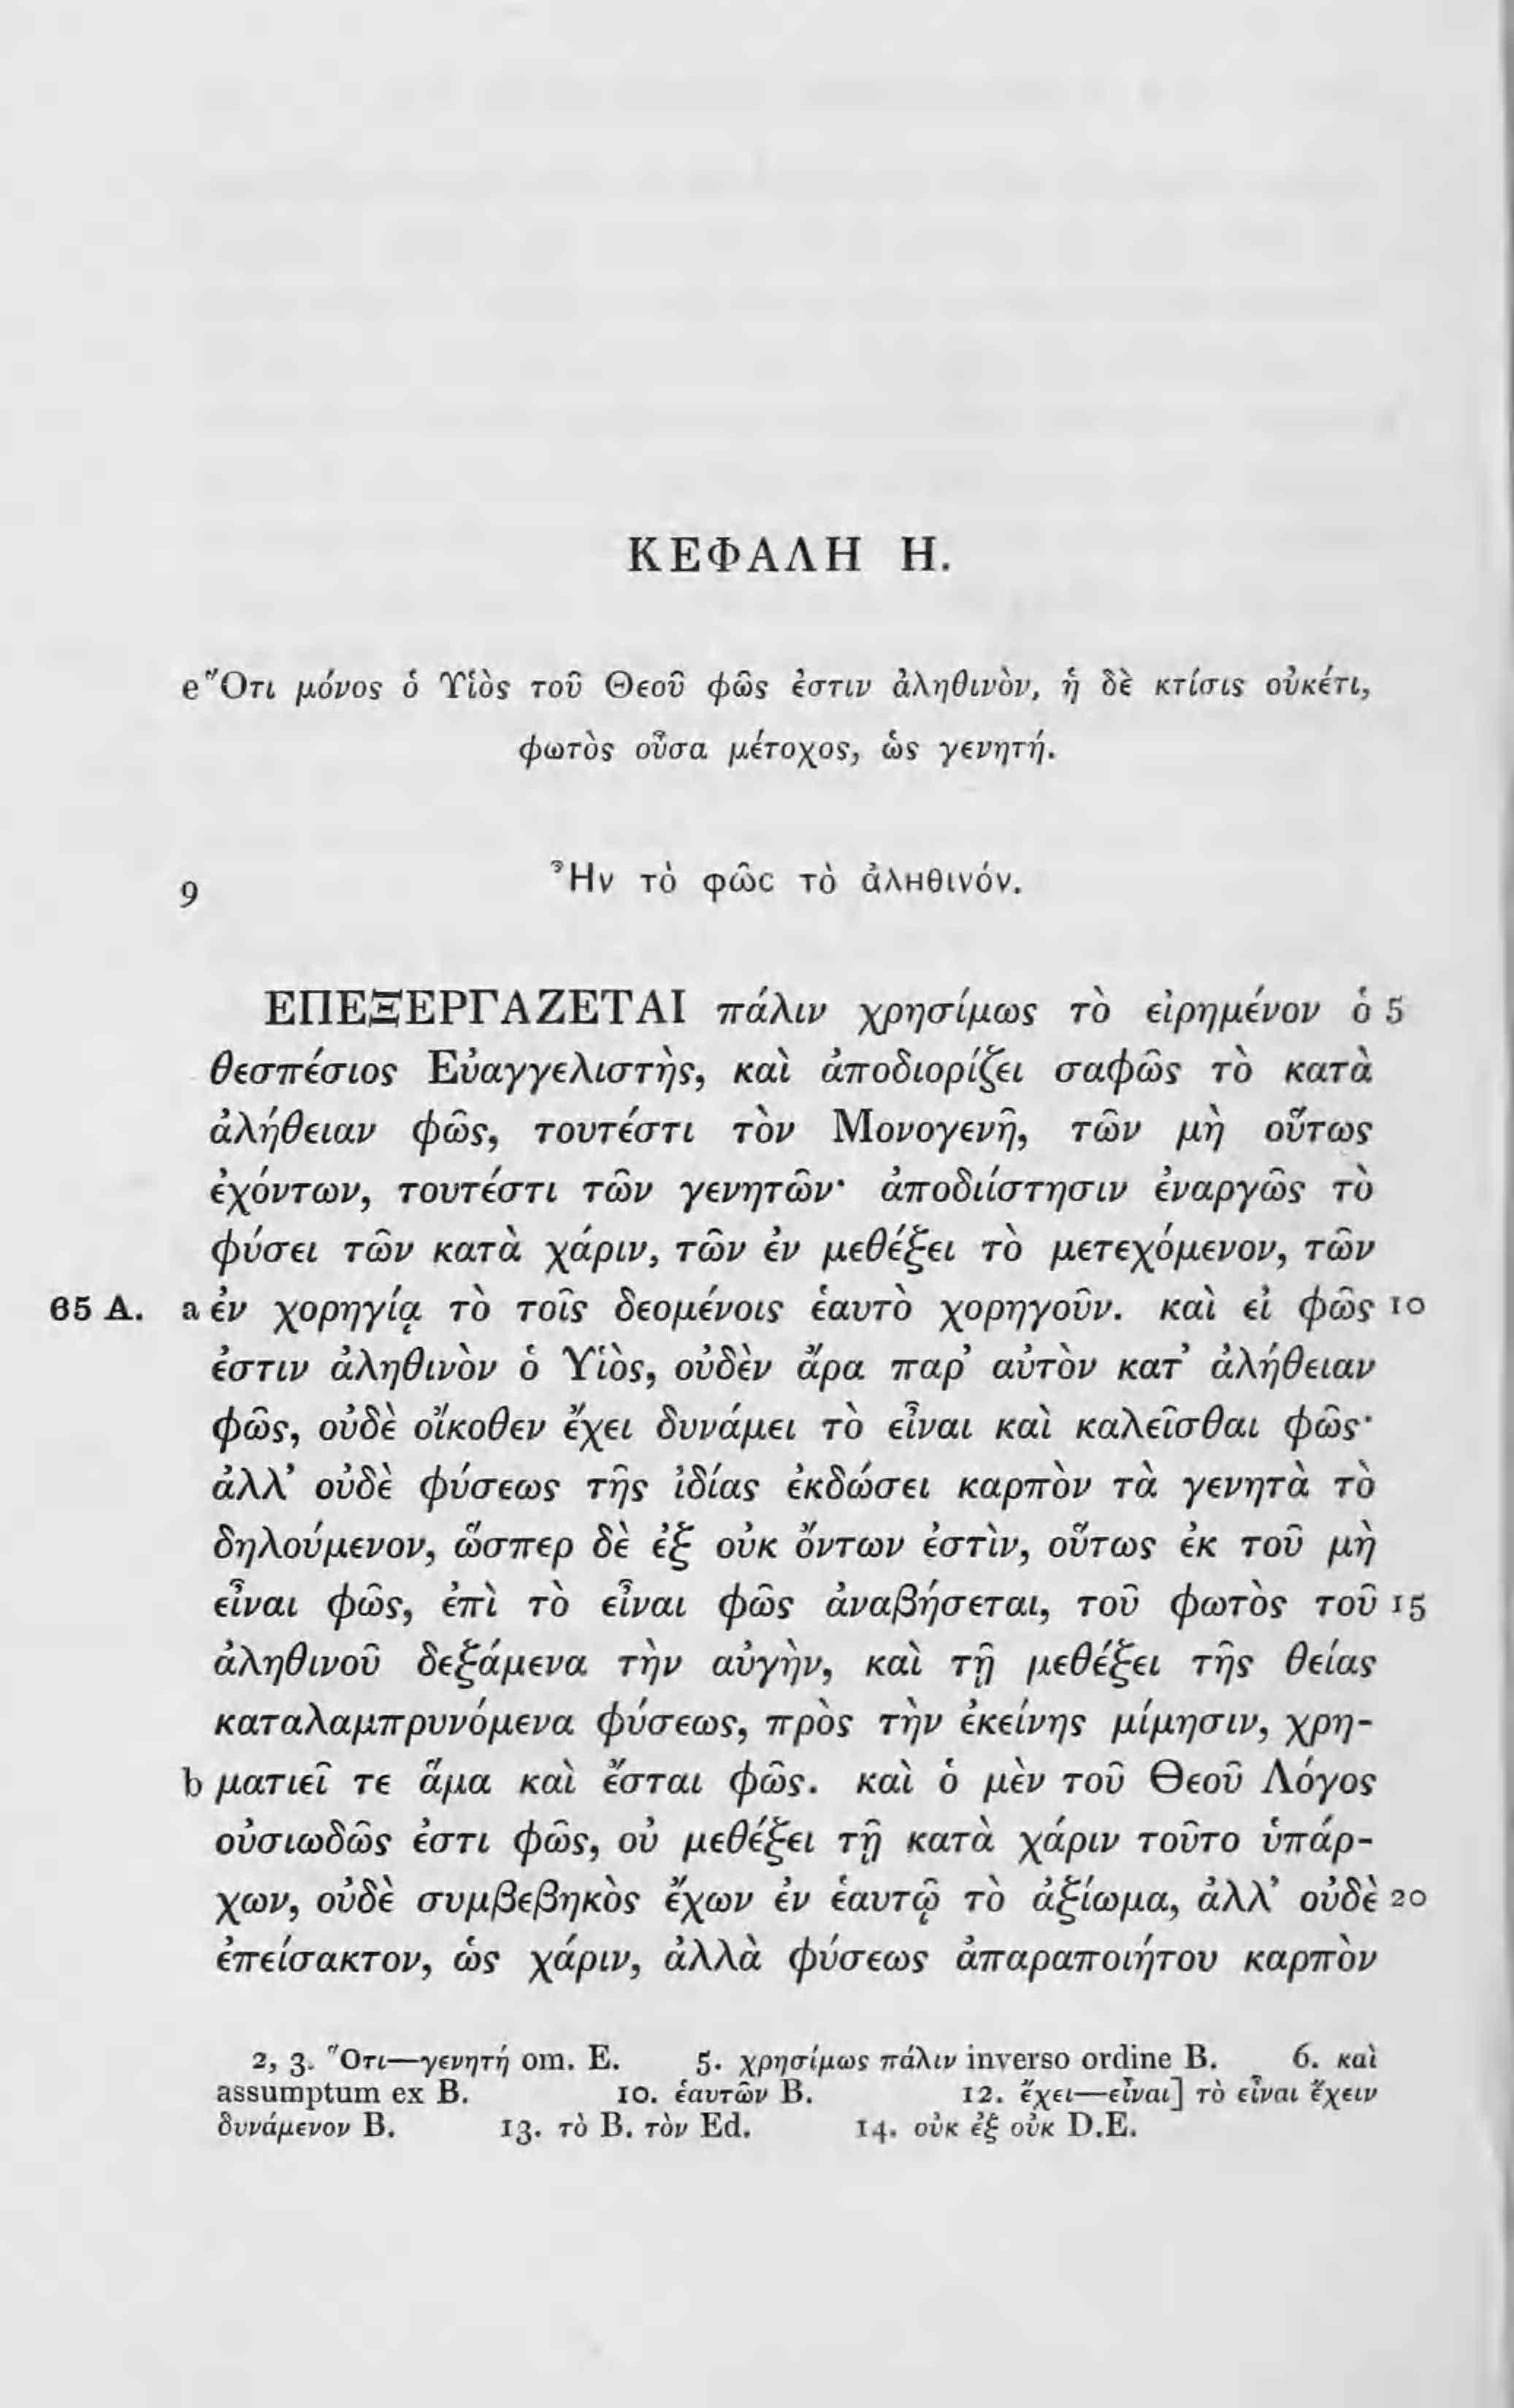 ΚΕΦΑΛΗ Η.
e Ὅτι μόνος ὁ Υἱὸς τοῦ Θεοῦ φῶς ἐστιν ἀληθινὸν, ἡ δὲ κτίσις οὐκέτι,
φωτὸς οὖσα μέτοχος, ὡς γενητή.
9 Ἦν τὸ φῶς τὸ ἀληθινόν.
ΕΠΕΞΕΡΓΑΖΕΤΑΙ πάλιν χρησίμως τὸ εἰρημένον ὁ 5
θεσπέσιος Εὐαγγελιστὴς, καὶ ἀποδιορίζει σαφῶς τὸ κατὰ
ἀλήθειαν φῶς, τουτέστι τὸν Μονογενῆ, τῶν μὴ οὕτως
ἐχόντων, τουτέστι τῶν γενητῶν· ἀποδιίστησιν ἐναργῶς τὸ
φύσει τῶν κατὰ χάριν, τῶν ἐν μεθέξει τὸ μετεχόμενον, τῶν
65 A. a ἐν χορηγίᾳ τὸ τοῖς δεομένοις ἑαυτὸ χορηγοῦν. καὶ εἰ φῶς 10
ἐστιν ἀληθινὸν ὁ Υἱὸς, οὐδὲν ἄρα παρ’ αὐτὸν κατ’ ἀλήθειαν
φῶς, οὐδὲ οἴκοθεν ἔχει δυνάμει τὸ εἶναι καὶ καλεῖσθαι φῶς·
ἀλλ’ οὐδὲ φύσεως τῆς ἰδίας ἐκδώσει καρπὸν τὰ γενητὰ τὸ
δηλούμενον, ὥσπερ δὲ ἐξ οὐκ ὄντων ἐστὶν, οὕτως ἐκ τοῦ μὴ
εἶναι φῶς, ἐπὶ τὸ εἶναι φῶς ἀναβήσεται, τοῦ φωτὸς τοῦ 15
ἀληθινοῦ δεξάμενα τὴν αὐγὴν, καὶ τῇ μεθέξει τῆς θείας
καταλαμπρυνόμενα φύσεως, πρὸς τὴν ἐκείνης μίμησιν, χρη-
b ματιεῖ τε ἅμα καὶ ἔσται φῶς. καὶ ὁ μὲν τοῦ Θεοῦ Λόγος
οὐσιωδῶς ἐστι φῶς, οὐ μεθέξει τῇ κατὰ χάριν τοῦτο ὑπάρ-
χων, οὐδὲ συμβεβηκὸς ἔχων ἐν ἑαυτῷ τὸ ἀξίωμα, ἀλλ’ οὐδὲ 20
ἐπείσακτον, ὡς χάριν, ἀλλὰ φύσεως ἀπαραποιήτου καρπὸν
2, 3. Ὅτι—γενητή om. E. 5. χρησίμως πάλιν inverso ordine B. 6. καὶ
assumptum ex B. 10. ἑαυτῶν B. 12. ἔχει—εἶναι] τὸ εἶναι ἔχειν
δυνάμενον B. 13. τὸ B. τὸν Ed. 14. οὐκ ἐξ οὐκ D.E.